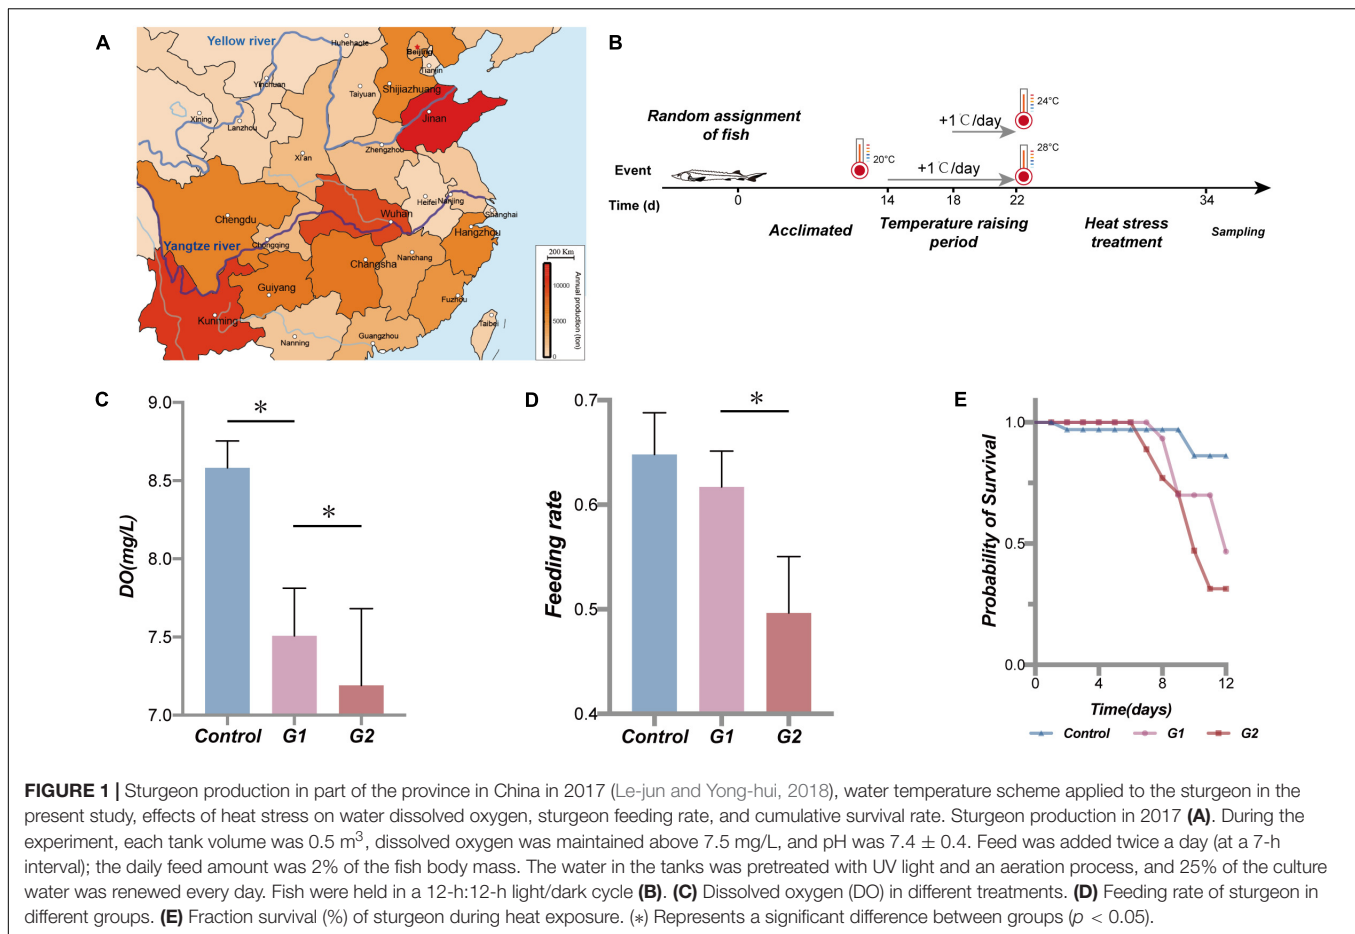 A
Yellow river
Huhehaote
Beijing
Tianjin
Yinchuan
Shijiazhuang
Taiyuan
Jinan
Xining
Lanzhou
Zhengzhou
Xi'an
Hefei
Nanjing
Shanghai
Chengdu
Wuhan
Hangzhou
Yangtze river
Chongqing
Nanchang
Changsha
Guiyang
Fuzhou
Kunming
Taibei
Nanning
Guangzhou
200 Km
10000
5000
0
Annual production (ton)
B
24°C
+1 C/day
Random assignment
of fish
28°C
20°C
Event
+1 C/day
Time (d)
0
14
18
22
34
Acclimated
Temperature raising
period
Heat stress
treatment
Sampling
C
9.0
8.5
8.0
7.5
7.0
DO(mg/L)
*
*
Control
G1
G2
D
0.7
0.6
0.5
0.4
Feeding rate
*
Control
G1
G2
E
1.0
0.5
0.0
Probability of Survival
0
4
8
12
Time(days)
Control
G1
G2
FIGURE 1 | Sturgeon production in part of the province in China in 2017 (Le-jun and Yong-hui, 2018), water temperature scheme applied to the sturgeon in the
present study, effects of heat stress on water dissolved oxygen, sturgeon feeding rate, and cumulative survival rate. Sturgeon production in 2017 (A). During the
experiment, each tank volume was 0.5 m³, dissolved oxygen was maintained above 7.5 mg/L, and pH was 7.4 ± 0.4. Feed was added twice a day (at a 7-h
interval); the daily feed amount was 2% of the fish body mass. The water in the tanks was pretreated with UV light and an aeration process, and 25% of the culture
water was renewed every day. Fish were held in a 12-h:12-h light/dark cycle (B). (C) Dissolved oxygen (DO) in different treatments. (D) Feeding rate of sturgeon in
different groups. (E) Fraction survival (%) of sturgeon during heat exposure. (*) Represents a significant difference between groups (p < 0.05).